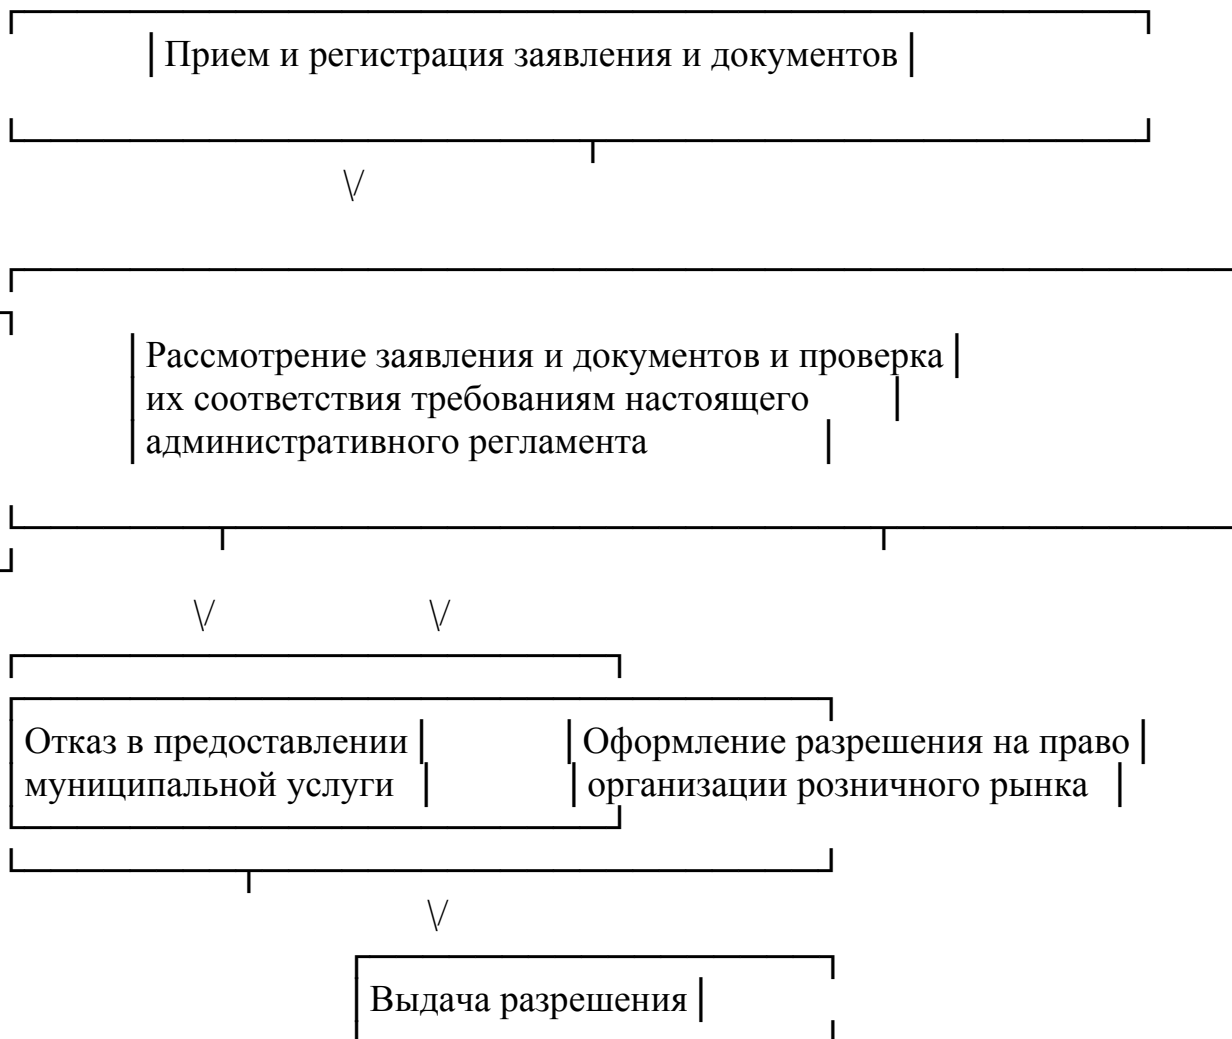 Прием и регистрация заявления и документов
Рассмотрение заявления и документов и проверка
их соответствия требованиям настоящего
административного регламента
Отказ в предоставлении
муниципальной услуги
Оформление разрешения на право
организации розничного рынка
Выдача разрешения